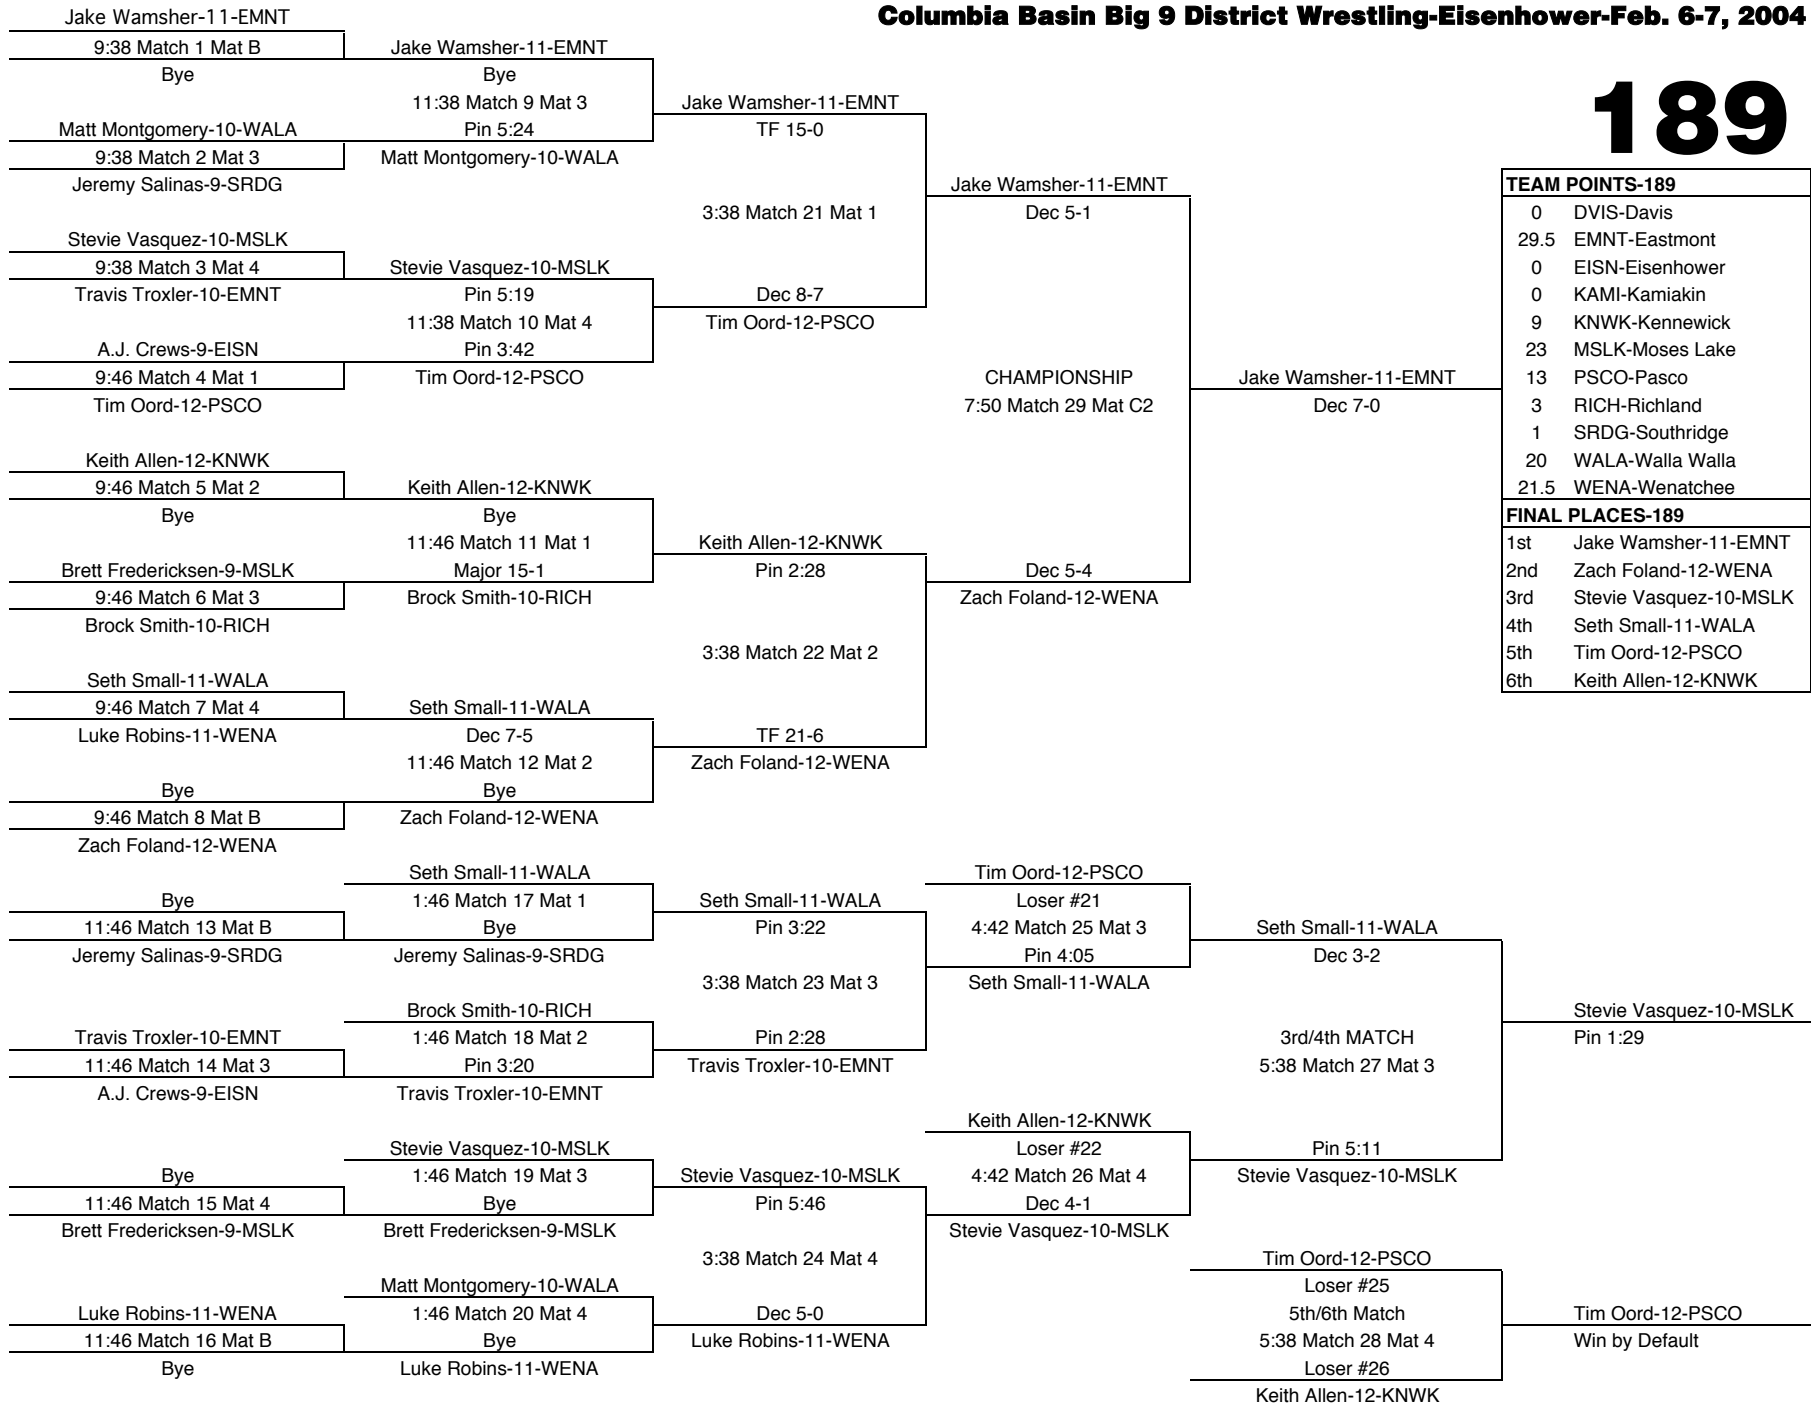 Columbia Basin Big 9 District Wrestling-Eisenhower-Feb. 6-7, 2004
189
Jake Wamsher-11-EMNT
9:38 Match 1 Mat B
Bye
Matt Montgomery-10-WALA
9:38 Match 2 Mat 3
Jeremy Salinas-9-SRDG
Stevie Vasquez-10-MSLK
9:38 Match 3 Mat 4
Travis Troxler-10-EMNT
A.J. Crews-9-EISN
9:46 Match 4 Mat 1
Tim Oord-12-PSCO
Keith Allen-12-KNWK
9:46 Match 5 Mat 2
Bye
Brett Fredericksen-9-MSLK
9:46 Match 6 Mat 3
Brock Smith-10-RICH
Seth Small-11-WALA
9:46 Match 7 Mat 4
Luke Robins-11-WENA
Bye
9:46 Match 8 Mat B
Zach Foland-12-WENA
Jake Wamsher-11-EMNT
Bye
11:38 Match 9 Mat 3
Pin 5:24
Matt Montgomery-10-WALA
Stevie Vasquez-10-MSLK
Pin 5:19
11:38 Match 10 Mat 4
Pin 3:42
Tim Oord-12-PSCO
Keith Allen-12-KNWK
Bye
11:46 Match 11 Mat 1
Major 15-1
Brock Smith-10-RICH
Seth Small-11-WALA
Dec 7-5
11:46 Match 12 Mat 2
Bye
Zach Foland-12-WENA
Jake Wamsher-11-EMNT
TF 15-0
3:38 Match 21 Mat 1
Dec 8-7
Tim Oord-12-PSCO
Keith Allen-12-KNWK
Pin 2:28
3:38 Match 22 Mat 2
TF 21-6
Zach Foland-12-WENA
Jake Wamsher-11-EMNT
Dec 5-1
CHAMPIONSHIP
7:50 Match 29 Mat C2
Dec 5-4
Zach Foland-12-WENA
Jake Wamsher-11-EMNT
Dec 7-0
TEAM POINTS-189
0 DVIS-Davis
29.5 EMNT-Eastmont
0 EISN-Eisenhower
0 KAMI-Kamiakin
9 KNWK-Kennewick
23 MSLK-Moses Lake
13 PSCO-Pasco
3 RICH-Richland
1 SRDG-Southridge
20 WALA-Walla Walla
21.5 WENA-Wenatchee
FINAL PLACES-189
1st Jake Wamsher-11-EMNT
2nd Zach Foland-12-WENA
3rd Stevie Vasquez-10-MSLK
4th Seth Small-11-WALA
5th Tim Oord-12-PSCO
6th Keith Allen-12-KNWK
Bye
11:46 Match 13 Mat B
Jeremy Salinas-9-SRDG
Travis Troxler-10-EMNT
11:46 Match 14 Mat 3
A.J. Crews-9-EISN
Bye
11:46 Match 15 Mat 4
Brett Fredericksen-9-MSLK
Luke Robins-11-WENA
11:46 Match 16 Mat B
Bye
Seth Small-11-WALA
1:46 Match 17 Mat 1
Bye
Jeremy Salinas-9-SRDG
Brock Smith-10-RICH
1:46 Match 18 Mat 2
Pin 3:20
Travis Troxler-10-EMNT
Stevie Vasquez-10-MSLK
1:46 Match 19 Mat 3
Bye
Brett Fredericksen-9-MSLK
Matt Montgomery-10-WALA
1:46 Match 20 Mat 4
Bye
Luke Robins-11-WENA
Seth Small-11-WALA
Pin 3:22
3:38 Match 23 Mat 3
Pin 2:28
Travis Troxler-10-EMNT
Stevie Vasquez-10-MSLK
Pin 5:46
3:38 Match 24 Mat 4
Dec 5-0
Luke Robins-11-WENA
Tim Oord-12-PSCO
Loser #21
4:42 Match 25 Mat 3
Pin 4:05
Seth Small-11-WALA
Keith Allen-12-KNWK
Loser #22
4:42 Match 26 Mat 4
Dec 4-1
Stevie Vasquez-10-MSLK
Seth Small-11-WALA
Dec 3-2
3rd/4th MATCH
5:38 Match 27 Mat 3
Pin 5:11
Stevie Vasquez-10-MSLK
Stevie Vasquez-10-MSLK
Pin 1:29
Tim Oord-12-PSCO
Loser #25
5th/6th Match
5:38 Match 28 Mat 4
Loser #26
Keith Allen-12-KNWK
Tim Oord-12-PSCO
Win by Default